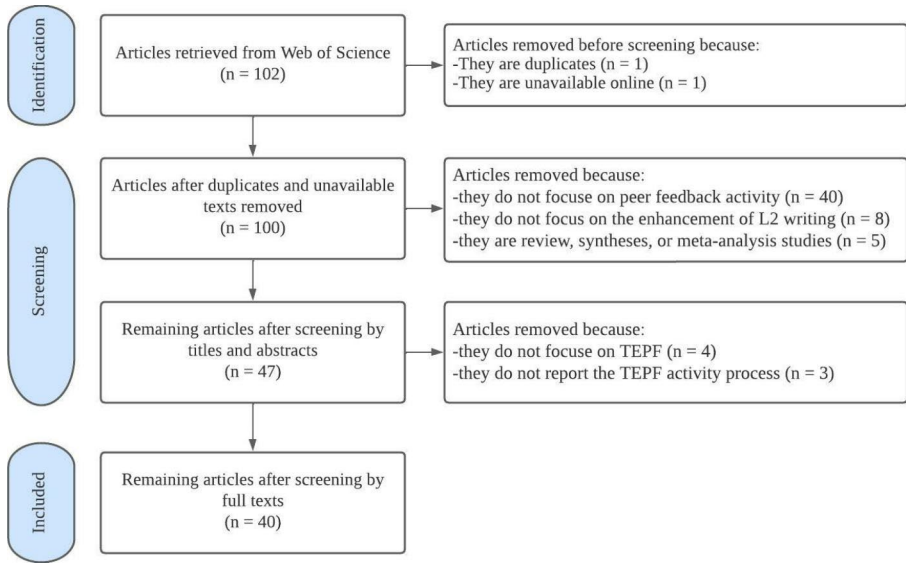 Identification
Articles retrieved from Web of Science
(n = 102)
Articles removed before screening because:
-They are duplicates (n = 1)
-They are unavailable online (n = 1)
Screening
Articles after duplicates and unavailable
texts removed
(n = 100)
Articles removed because:
-they do not focus on peer feedback activity (n = 40)
-they do not focus on the enhancement of L2 writing (n = 8)
-they are review, syntheses, or meta-analysis studies (n = 5)
Remaining articles after screening by
titles and abstracts
(n = 47)
Articles removed because:
-they do not focus on TEPF (n = 4)
-they do not report the TEPF activity process (n = 3)
Included
Remaining articles after screening by
full texts
(n = 40)